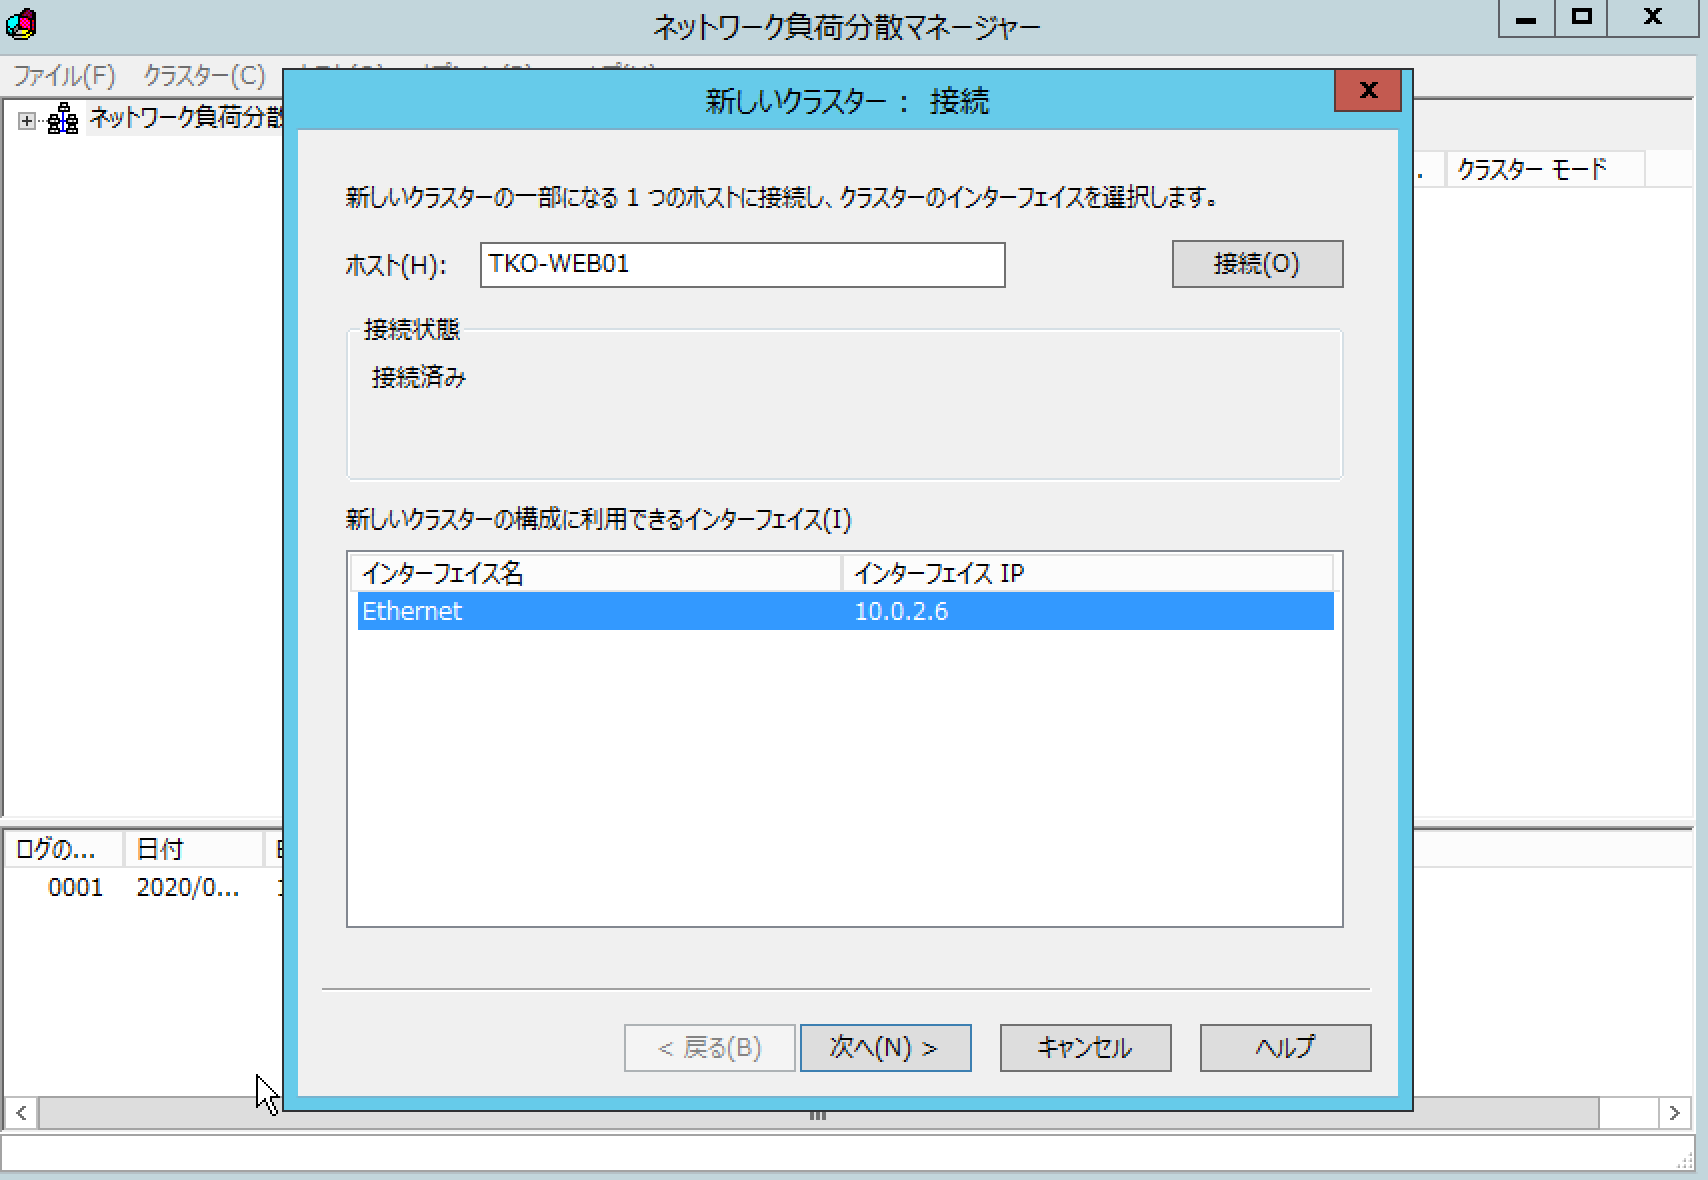 ネットワーク負荷分散マネージャー
ファイル(F) クラスター(C)
ネットワーク負荷分散
クラスター モード
新しいクラスター : 接続
新しいクラスターの一部になる 1 つのホストに接続し、クラスターのインターフェイスを選択します。
ホスト(H): TKO-WEB01 接続(O)
接続状態
接続済み
新しいクラスターの構成に利用できるインターフェイス(I)
インターフェイス名 インターフェイス IP
Ethernet 10.0.2.6
ログの... 日付
0001 2020/0...
< 戻る(B) 次へ(N) > キャンセル ヘルプ